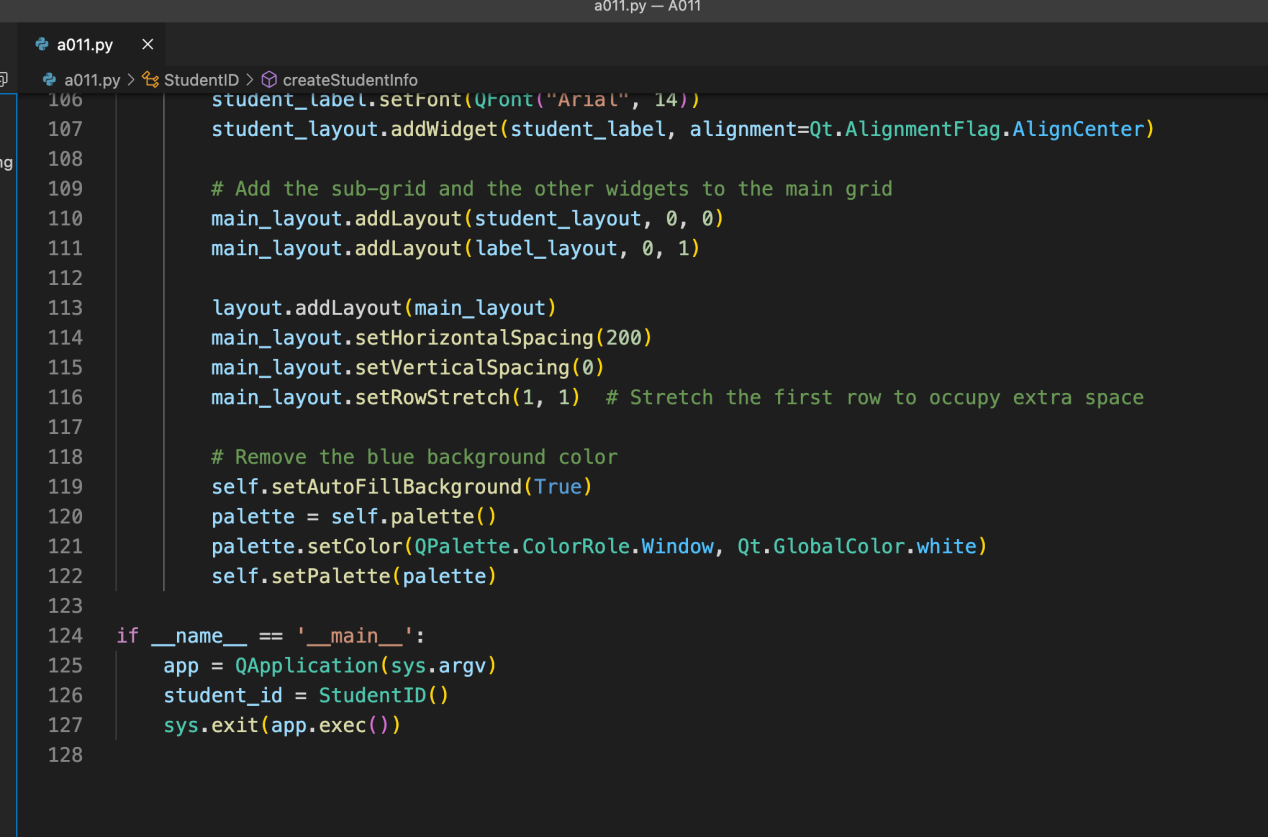 a011.py — A011
a011.py ×
a011.py > StudentID > createStudentInfo
ng
106 student_label.setFont(QFont("Arial", 14))
107 student_layout.addWidget(student_label, alignment=Qt.AlignmentFlag.AlignCenter)
108
109 # Add the sub-grid and the other widgets to the main grid
110 main_layout.addLayout(student_layout, 0, 0)
111 main_layout.addLayout(label_layout, 0, 1)
112
113 layout.addLayout(main_layout)
114 main_layout.setHorizontalSpacing(200)
115 main_layout.setVerticalSpacing(0)
116 main_layout.setRowStretch(1, 1)  # Stretch the first row to occupy extra space
117
118 # Remove the blue background color
119 self.setAutoFillBackground(True)
120 palette = self.palette()
121 palette.setColor(QPalette.ColorRole.Window, Qt.GlobalColor.white)
122 self.setPalette(palette)
123
124 if __name__ == '__main__':
125 app = QApplication(sys.argv)
126 student_id = StudentID()
127 sys.exit(app.exec())
128